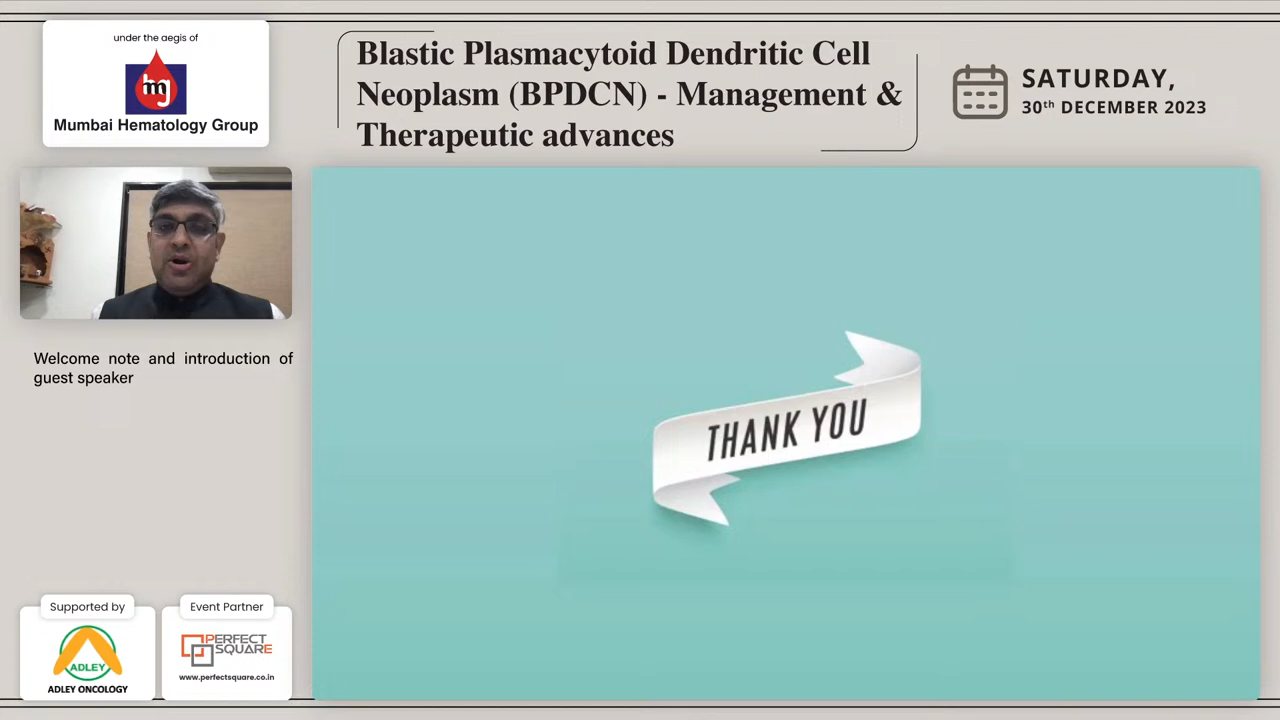 under the aegis of
mg
Mumbai Hematology Group
Blastic Plasmacytoid Dendritic Cell
Neoplasm (BPDCN) - Management &
Therapeutic advances
SATURDAY,
30th DECEMBER 2023
Welcome note and introduction of
guest speaker
THANK YOU
Supported by
ADLEY
ADLEY ONCOLOGY
Event Partner
PERFECT
SQUARE
www.perfectsquare.co.in